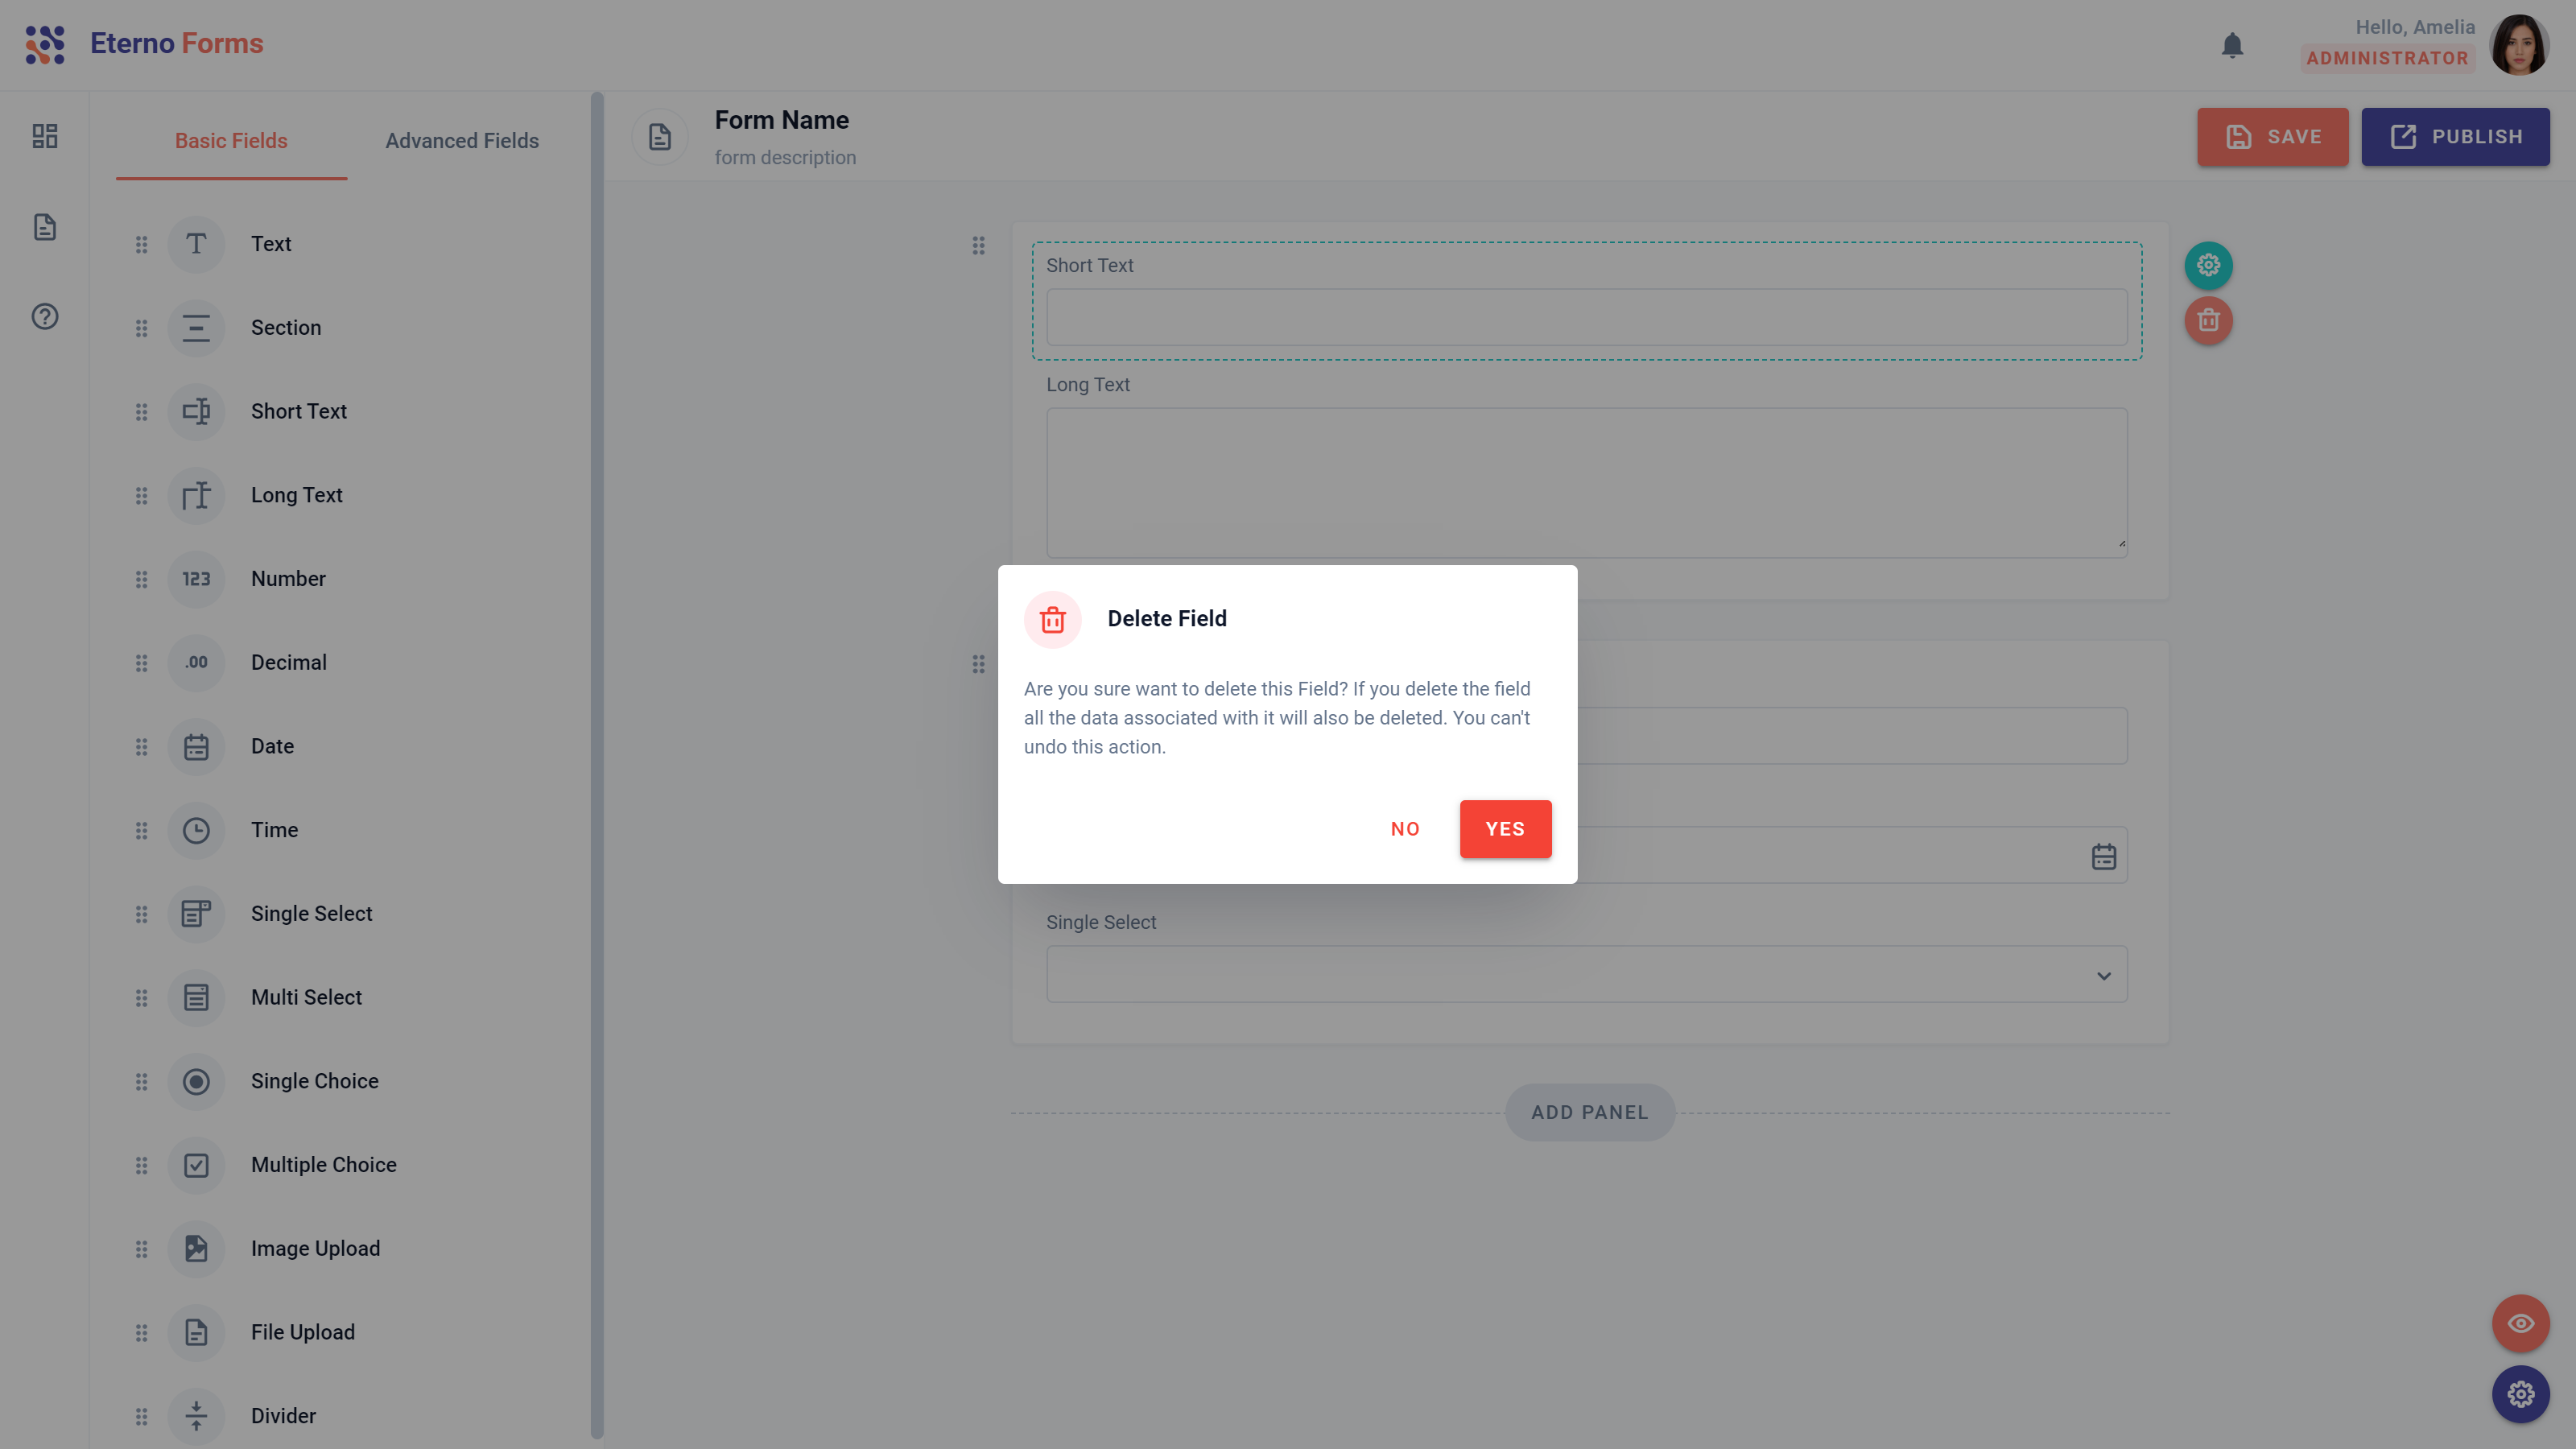 Eterno Forms
Hello, Amelia
ADMINISTRATOR
Basic Fields
Advanced Fields
Text
Section
Short Text
Long Text
123
Number
.00
Decimal
Date
Time
Single Select
Multi Select
Single Choice
Multiple Choice
Image Upload
File Upload
Divider
Form Name
form description
SAVE
PUBLISH
Short Text
Long Text
Delete Field
Are you sure want to delete this Field? If you delete the field
all the data associated with it will also be deleted. You can't
undo this action.
NO
YES
Single Select
ADD PANEL